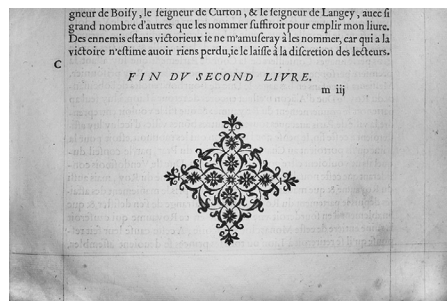 gneur de Boisy, le seigneur de Curton, & le seigneur de Langey, auec si
grand nombre d'autres que les nommer suffiroit pour emplir mon liure.
Des ennemis estans victorieux ie ne m'amuseray à les nommer, car qui a la
victoire n'estime auoir riens perdu, ie le laisse à la discretion des lecteurs.
C
FIN DV SECOND LIVRE.
m iij